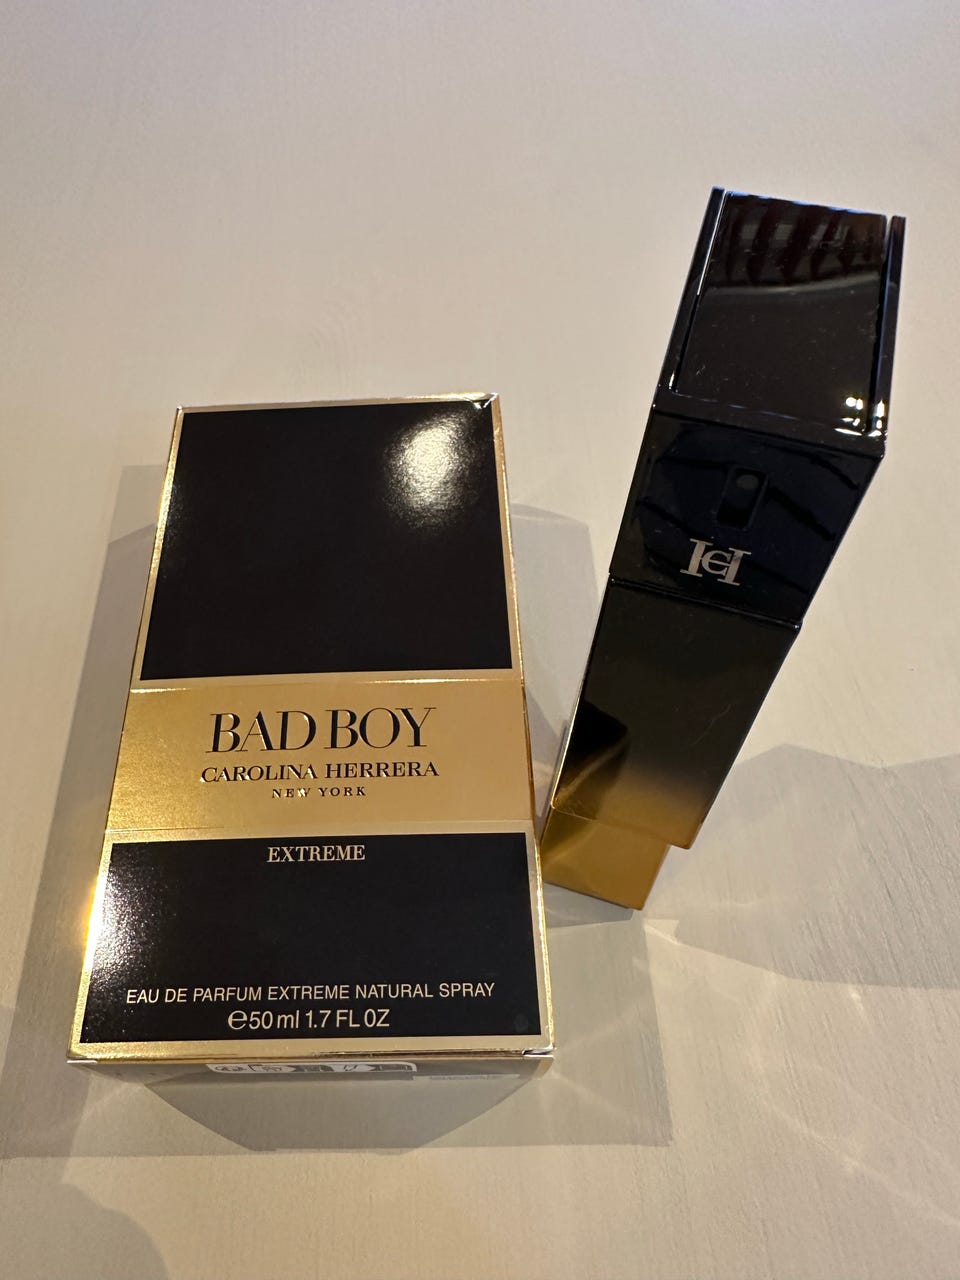 BAD BOY
CAROLINA HERRERA
NEW YORK
EXTREME
EAU DE PARFUM EXTREME NATURAL SPRAY
℮50 ml 1.7 FL OZ
CH